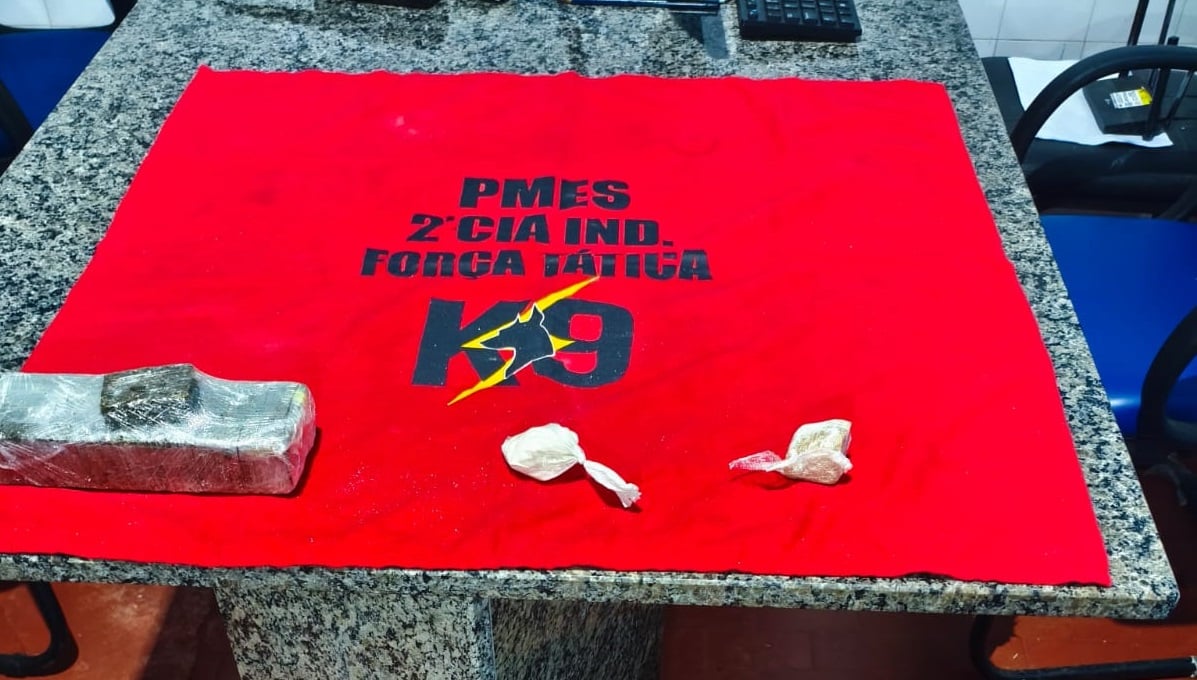 PMES
2ªCIA IND.
FORÇA TÁTICA
K9